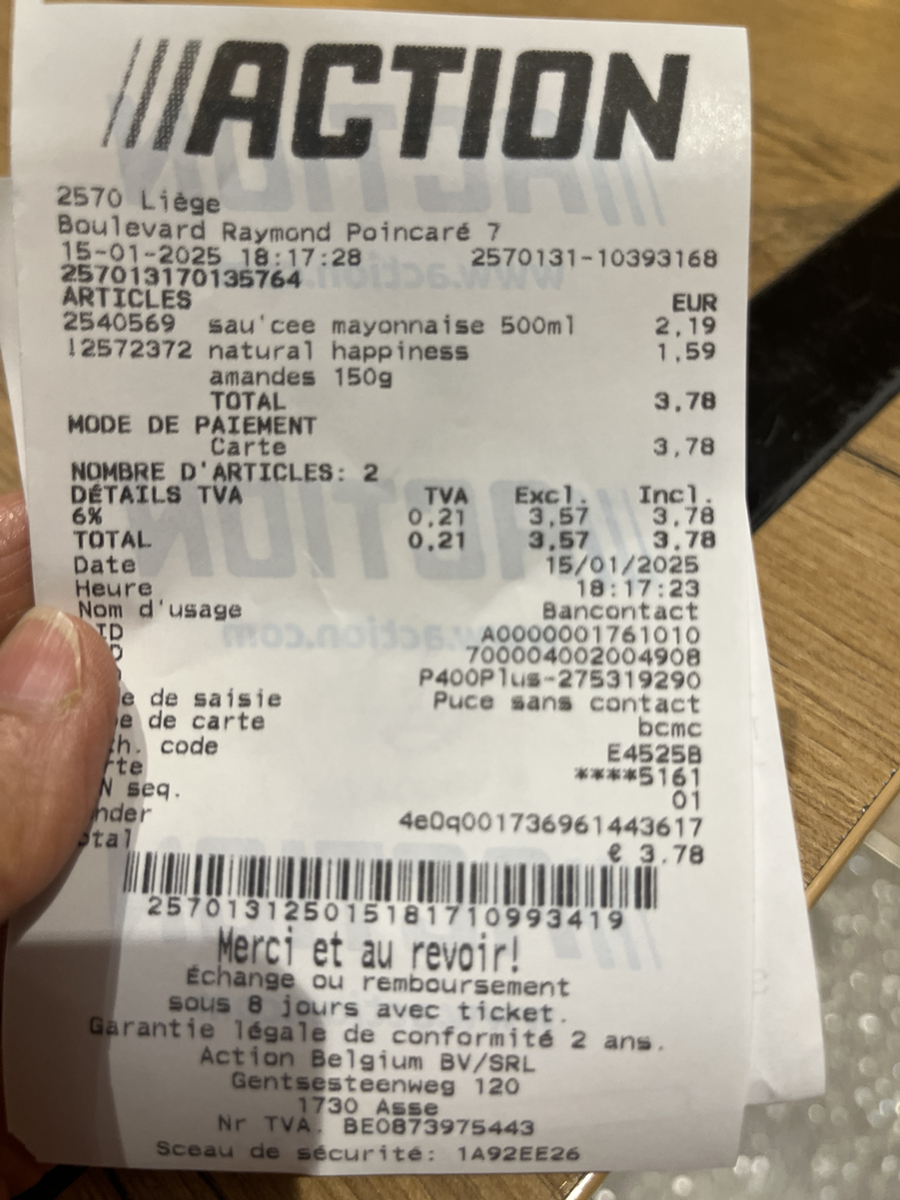 ACTION
2570 Liège
Boulevard Raymond Poincaré 7
15-01-2025 18:17:28 2570131-10393168
257013170135764
ARTICLES EUR
2540569 sau'cee mayonnaise 500ml 2,19
!2572372 natural happiness 1,59
amandes 150g
TOTAL 3,78
MODE DE PAIEMENT
Carte 3,78
NOMBRE D'ARTICLES: 2
DÉTAILS TVA TVA Excl. Incl.
6% 0,21 3,57 3,78
TOTAL 0,21 3,57 3,78
Date 15/01/2025
Heure 18:17:23
Nom d'usage Bancontact
ID A0000001761010
700004002004908
P400Plus-275319290
e de saisie Puce sans contact
e de carte bcmc
h. code E4525B
rte ****5161
N seq. 01
nder 4e0q001736961443617
otal € 3.78
257013125015181710993419
Merci et au revoir!
Échange ou remboursement
sous 8 jours avec ticket.
Garantie légale de conformité 2 ans.
Action Belgium BV/SRL
Gentsesteenweg 120
1730 Asse
Nr TVA. BE0873975443
Sceau de sécurité: 1A92EE26